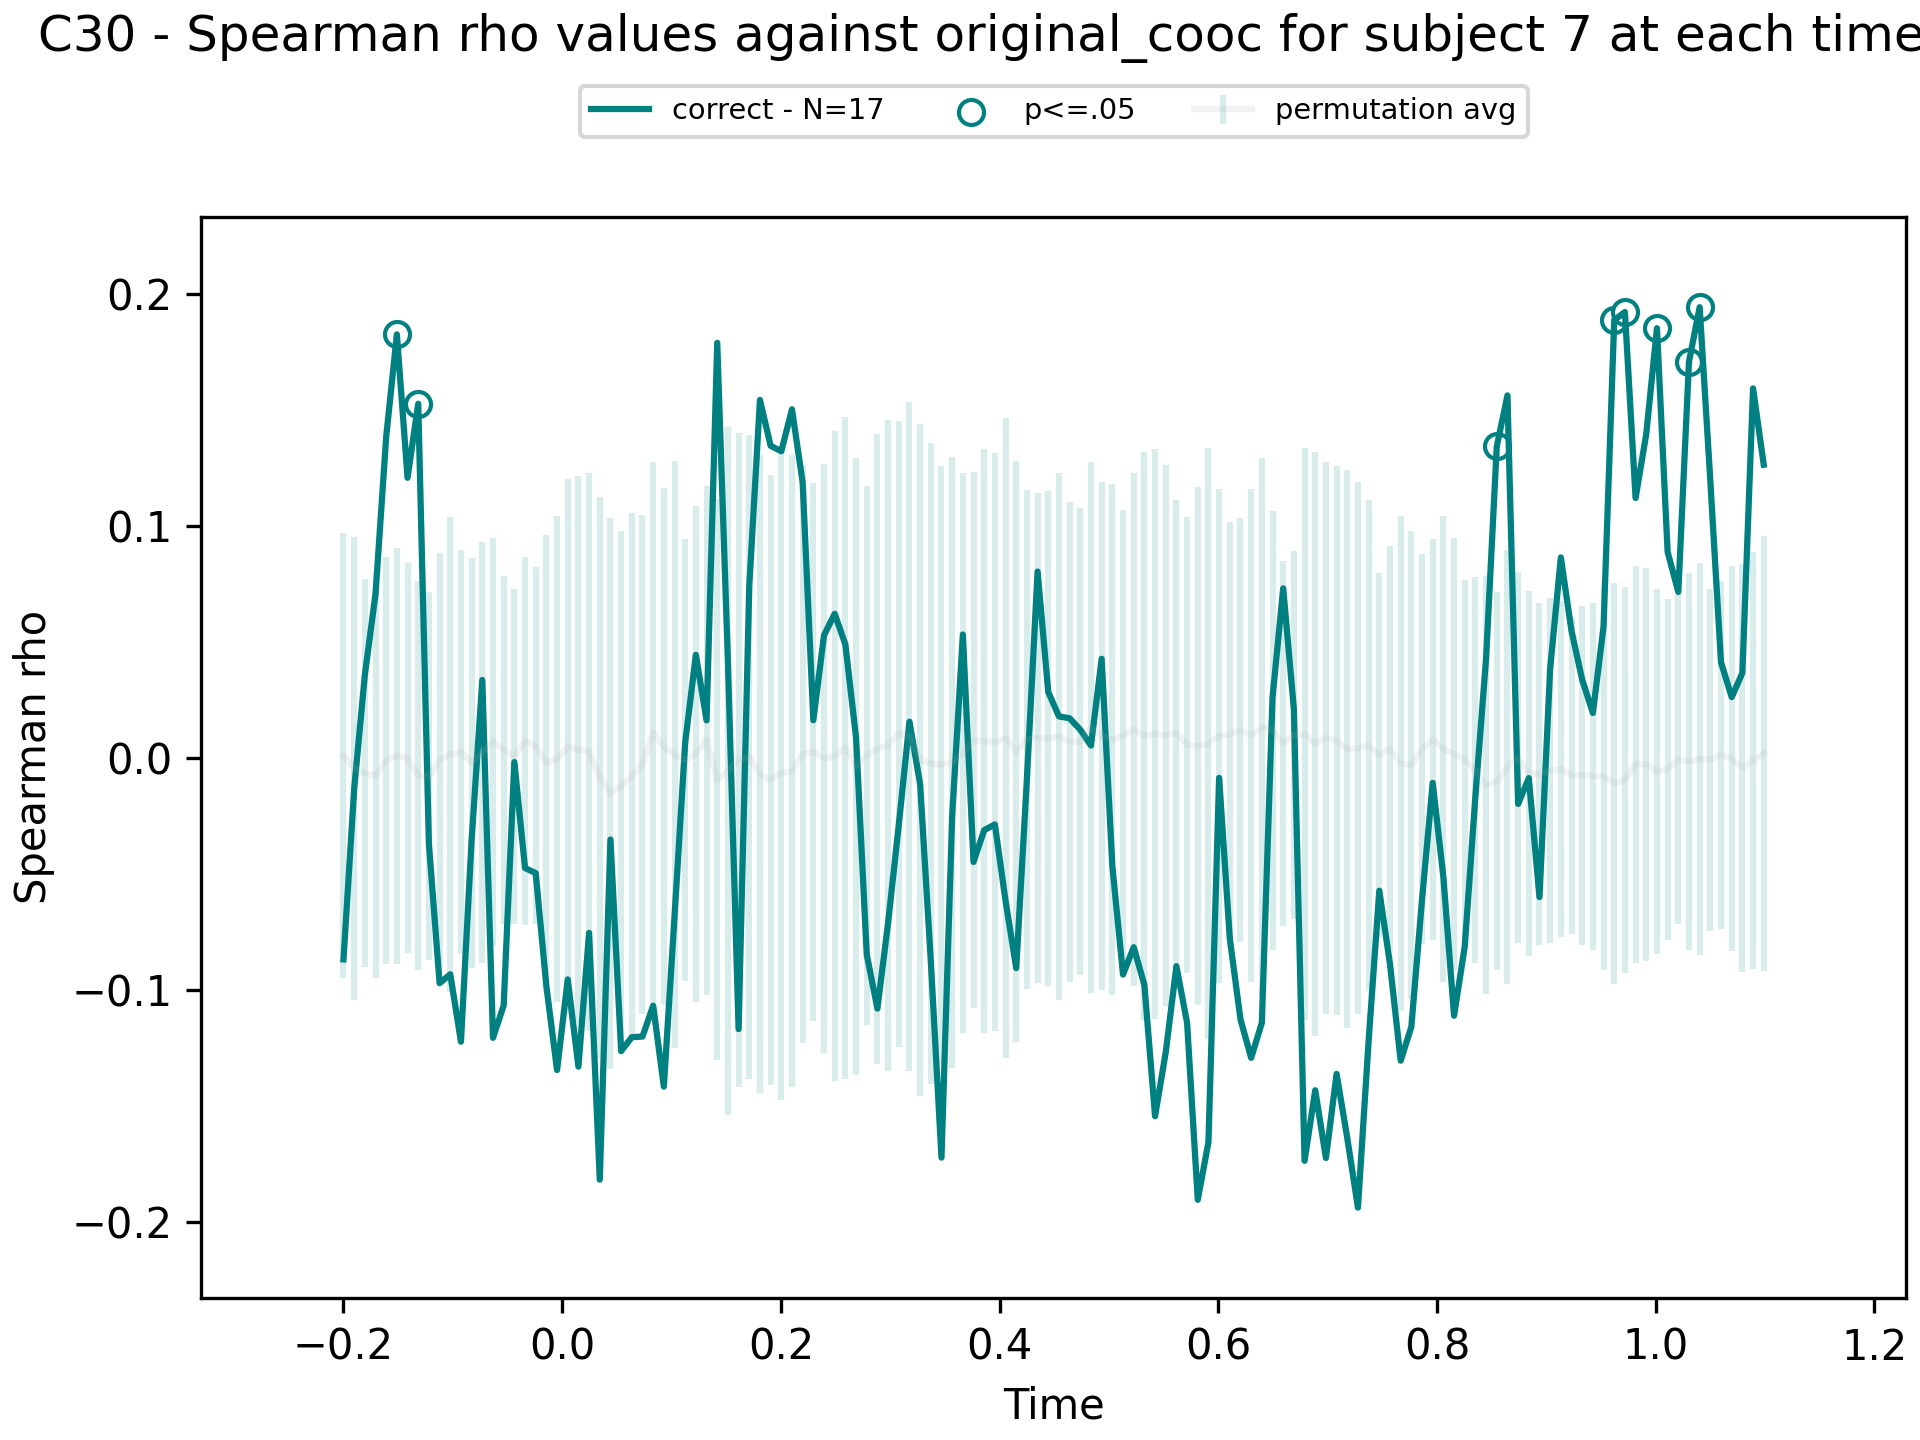 C30 - Spearman rho values against original_cooc for subject 7 at each time
correct - N=17
p<=.05
permutation avg
0.2
0.1
0.0
−0.1
−0.2
Spearman rho
−0.2
0.0
0.2
0.4
0.6
0.8
1.0
1.2
Time